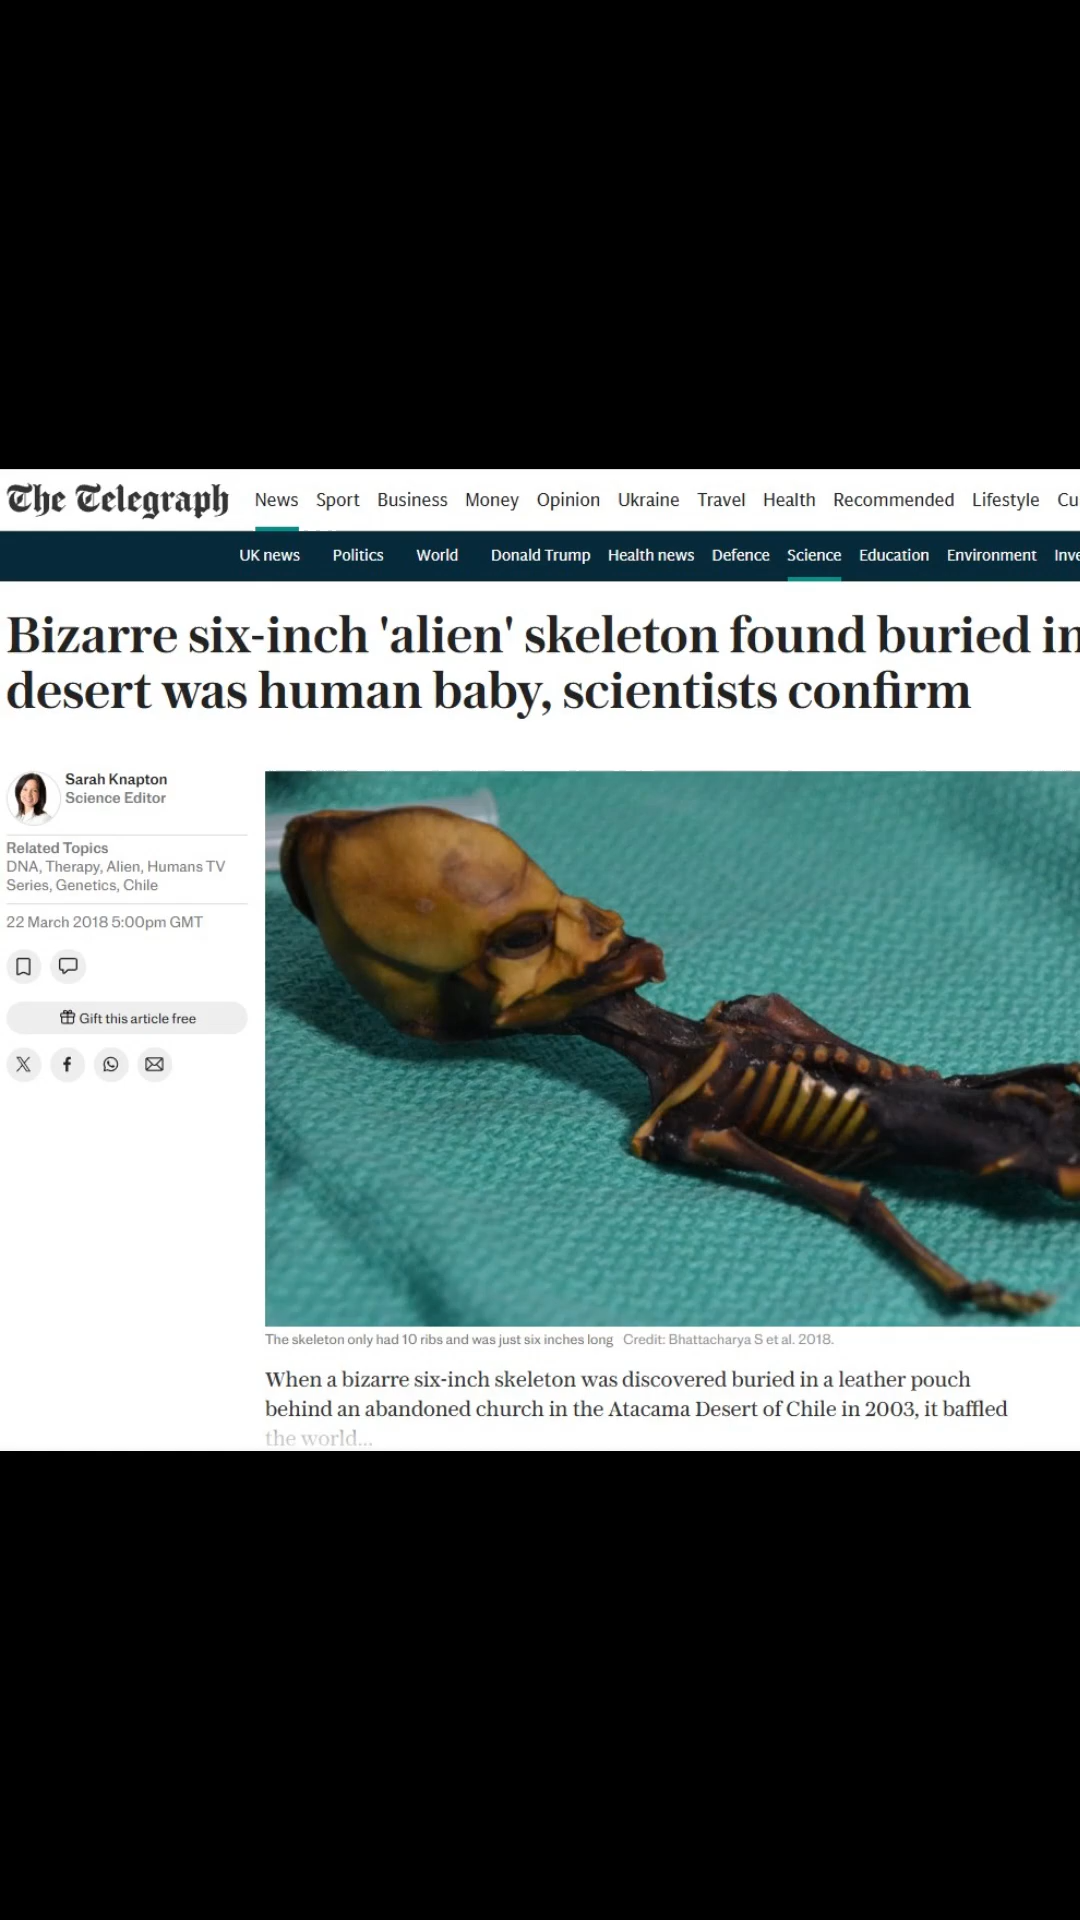 The Telegraph
News Sport Business Money Opinion Ukraine Travel Health Recommended Lifestyle Cu
UK news Politics World Donald Trump Health news Defence Science Education Environment Inve
Bizarre six-inch 'alien' skeleton found buried in
desert was human baby, scientists confirm
Sarah Knapton
Science Editor
Related Topics
DNA, Therapy, Alien, Humans TV
Series, Genetics, Chile
22 March 2018 5:00pm GMT
Gift this article free
The skeleton only had 10 ribs and was just six inches long Credit: Bhattacharya S et al. 2018.
When a bizarre six-inch skeleton was discovered buried in a leather pouch
behind an abandoned church in the Atacama Desert of Chile in 2003, it baffled
the world...